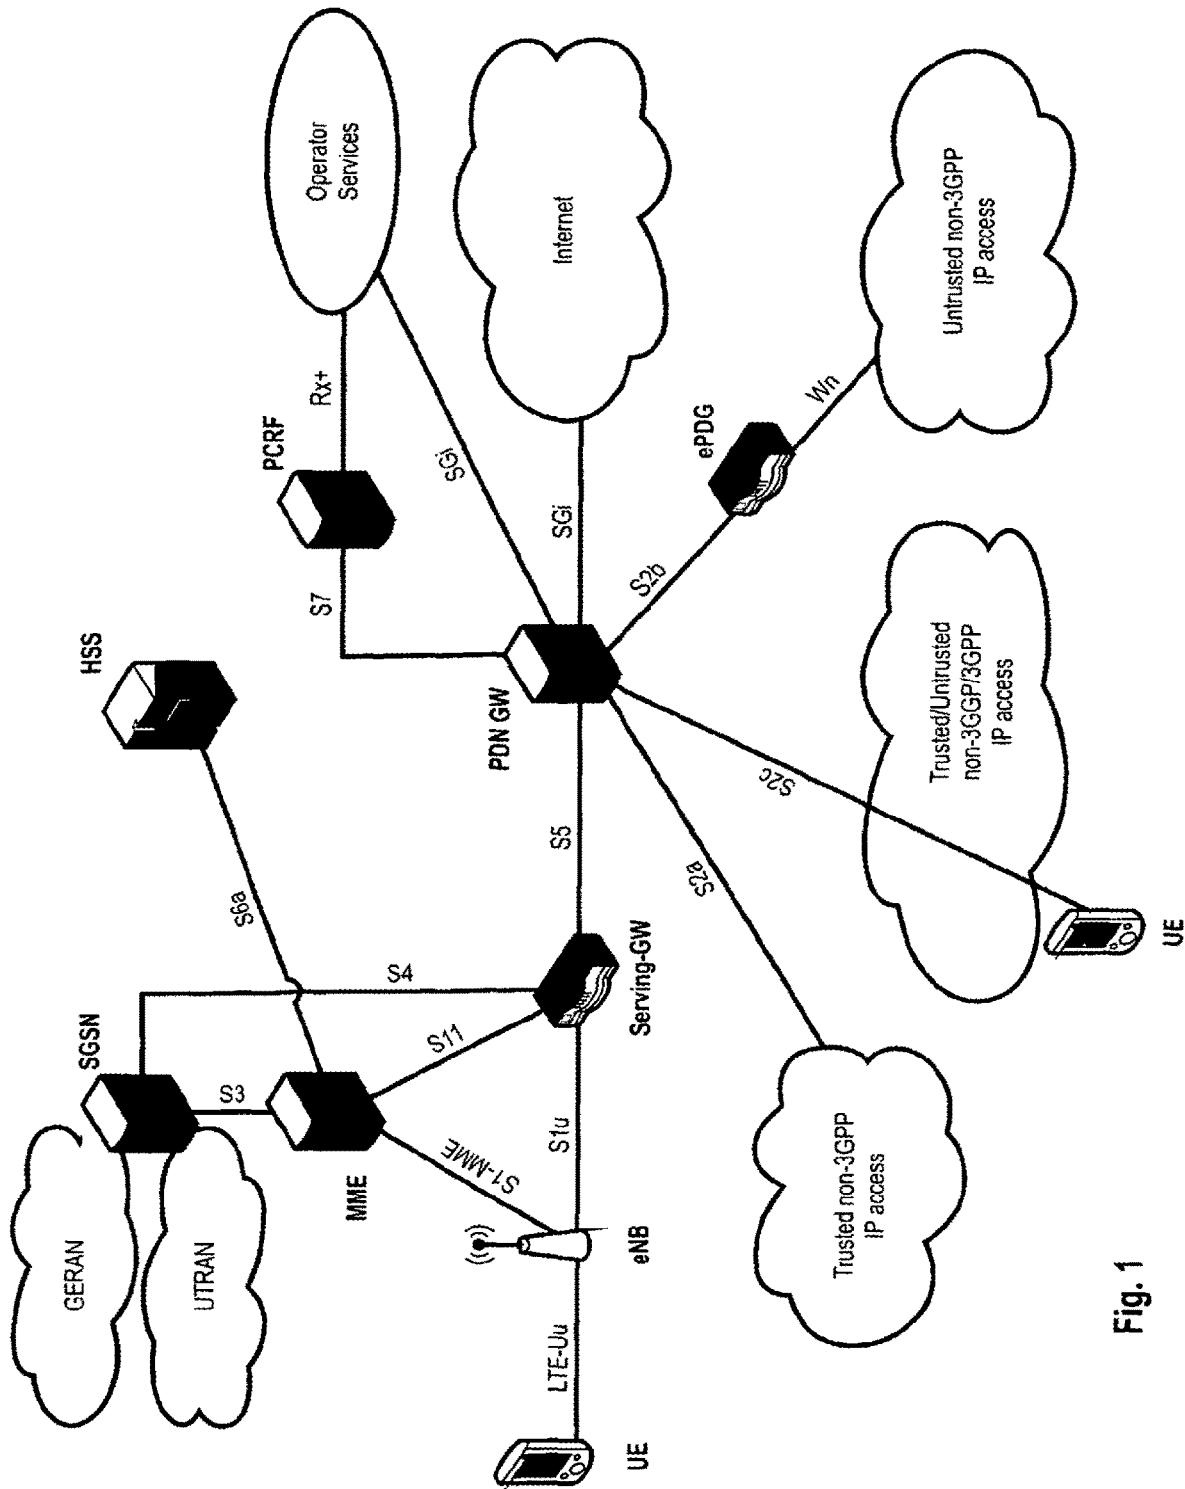 GERAN
UTRAN
SGSN
HSS
S3
S6a
S4
MME
S11
S1-MME
S7
PCRF
Rx+
Operator
Services
SGi
UE
LTE-Uu
eNB
S1u
Serving-GW
S5
PDN GW
SGi
Internet
S2a
S2c
S2b
ePDG
Wn
Trusted non-3GPP
IP access
Trusted/Untrusted
non-3GGP/3GPP
IP access
Untrusted non-3GPP
IP access
UE
Fig. 1